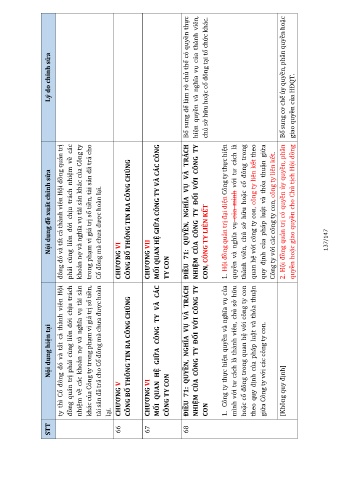 STT
Nội dung hiện tại
Nội dung đề xuất chỉnh sửa
Lý do chỉnh sửa
ty thì Cổ đông đó và tất cả thành viên Hội
đồng quản trị phải cùng liên đới chịu trách
nhiệm về các khoản nợ và nghĩa vụ tài sản
khác của Công ty trong phạm vi giá trị số tiền,
tài sản đã trả cho Cổ đông mà chưa được hoàn
lại.
đông đó và tất cả thành viên Hội đồng quản trị
phải cùng liên đới chịu trách nhiệm về các
khoản nợ và nghĩa vụ tài sản khác của Công ty
trong phạm vi giá trị số tiền, tài sản đã trả cho
Cổ đông mà chưa được hoàn lại.
66
CHƯƠNG V
CÔNG BỐ THÔNG TIN RA CÔNG CHÚNG
CHƯƠNG VI
CÔNG BỐ THÔNG TIN RA CÔNG CHÚNG
67
CHƯƠNG VI
MỐI QUAN HỆ GIỮA CÔNG TY VÀ CÁC
CÔNG TY CON
CHƯƠNG VII
MỐI QUAN HỆ GIỮA CÔNG TY VÀ CÁC CÔNG
TY CON
68
ĐIỀU 71: QUYỀN, NGHĨA VỤ VÀ TRÁCH
NHIỆM CỦA CÔNG TY ĐỐI VỚI CÔNG TY
CON
1. Công ty thực hiện quyền và nghĩa vụ của
mình với tư cách là thành viên, chủ sở hữu
hoặc cổ đông trong quan hệ với công ty con
theo quy định của pháp luật và thỏa thuận
giữa Công ty với các công ty con.
ĐIỀU 71: QUYỀN, NGHĨA VỤ VÀ TRÁCH
NHIỆM CỦA CÔNG TY ĐỐI VỚI CÔNG TY
CON, CÔNG TY LIÊN KẾT
1. Hội đồng quản trị đại diện Công ty thực hiện
quyền và nghĩa vụ của mình với tư cách là
thành viên, chủ sở hữu hoặc cổ đông trong
quan hệ với công ty con, công ty liên kết theo
quy định của pháp luật và thỏa thuận giữa
Công ty với các công ty con, công ty liên kết.
Bổ sung để làm rõ chủ thể có quyền thực
hiện quyền và nghĩa vụ của thành viên,
chủ sở hữu hoặc cổ đông tại tổ chức khác.
[Không quy định]
2. Hội đồng quản trị có quyền ủy quyền, phân
quyền hoặc giao quyền cho Chủ tịch Hội đồng
Bổ sung cơ chế ủy quyền, phân quyền hoặc
giao quyền của HĐQT.
137/147